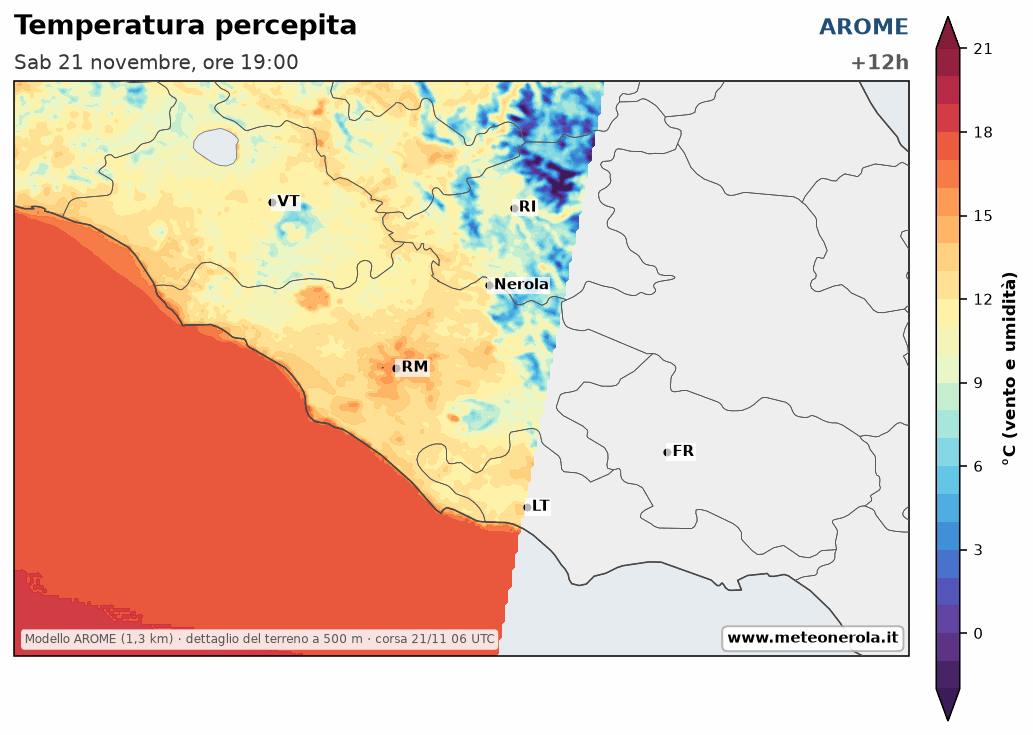 Temperatura percepita
AROME
Sab 21 novembre, ore 19:00
+12h
VT
RI
Nerola
RM
FR
LT
Modello AROME (1,3 km) · dettaglio del terreno a 500 m · corsa 21/11 06 UTC
www.meteonerola.it
21
18
15
12
9
6
3
0
°C (vento e umidità)